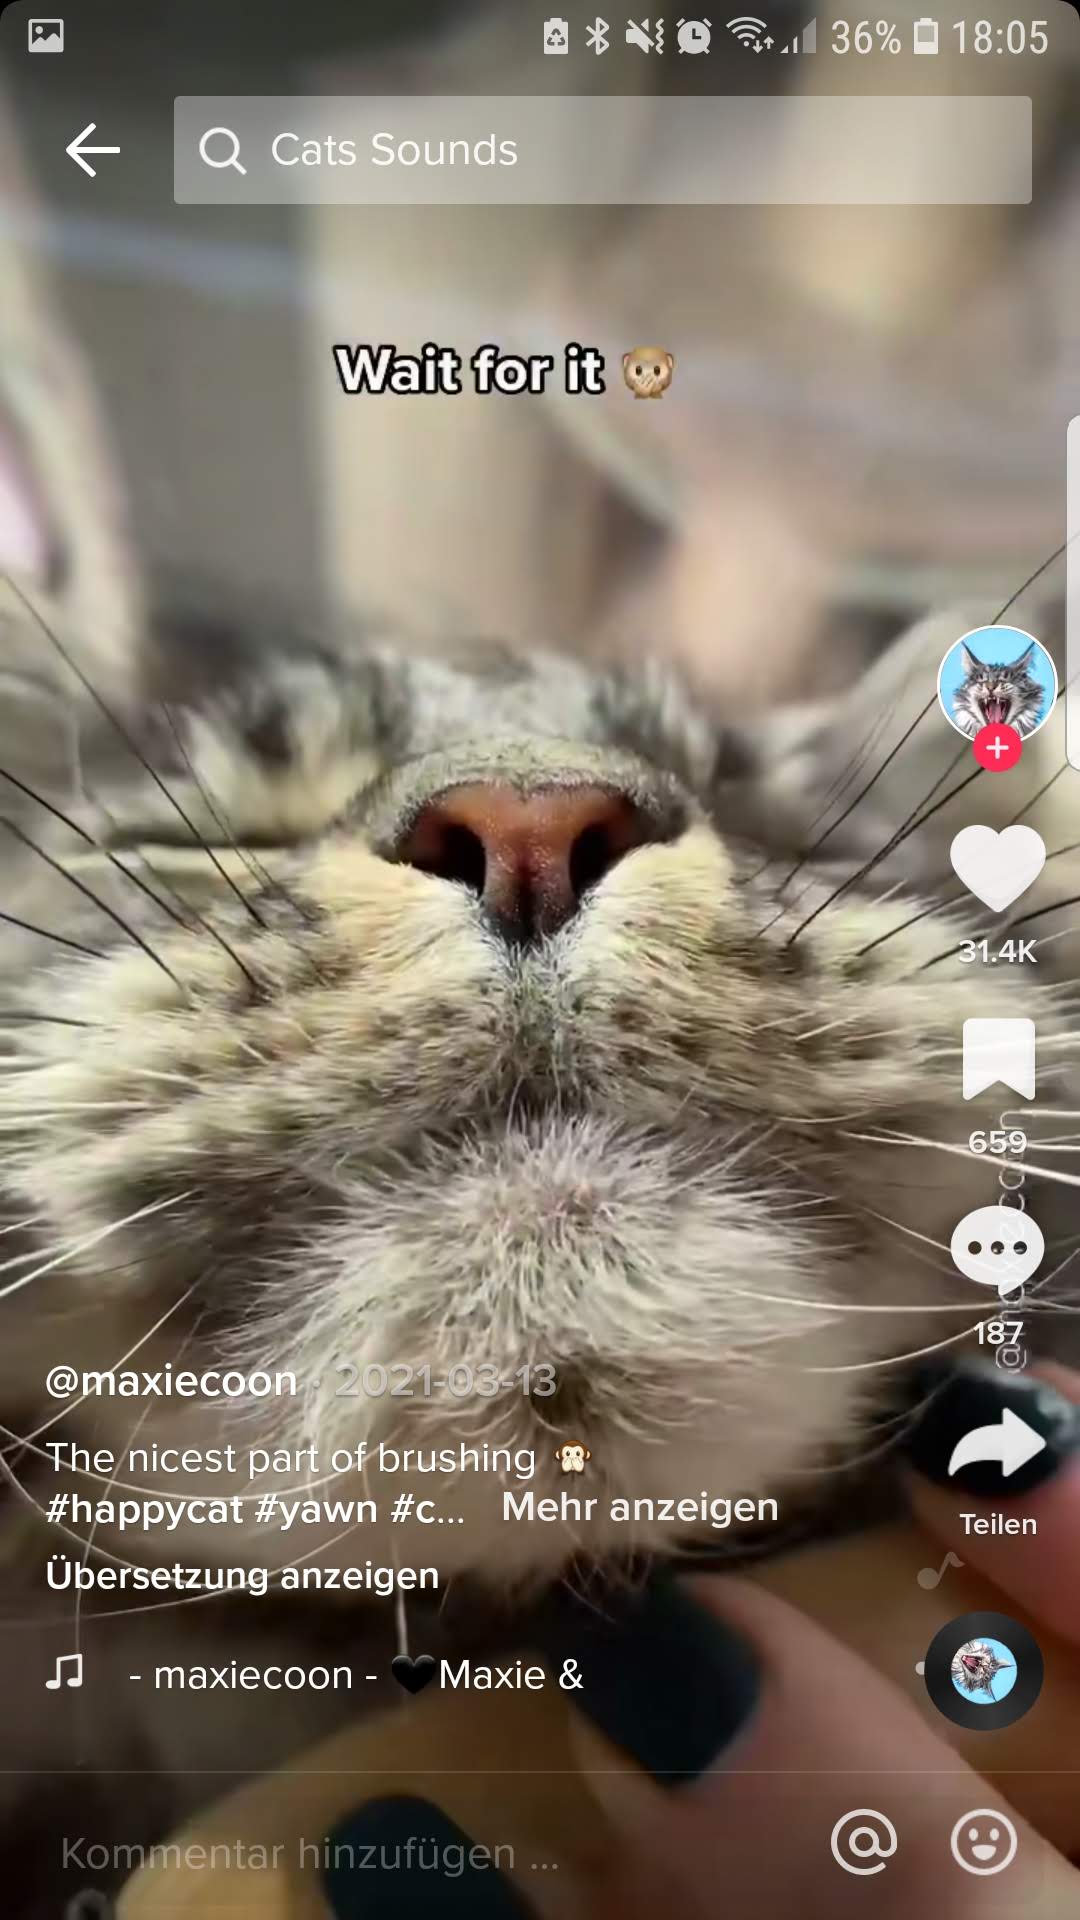 36% 18:05
Cats Sounds
Wait for it 🙊
31.4K
659
@maxiecoon
187
@maxiecoon · 2021-03-13
The nicest part of brushing 🙊
#happycat #yawn #c... Mehr anzeigen
Teilen
Übersetzung anzeigen
- maxiecoon - 🖤Maxie &
Kommentar hinzufügen ...